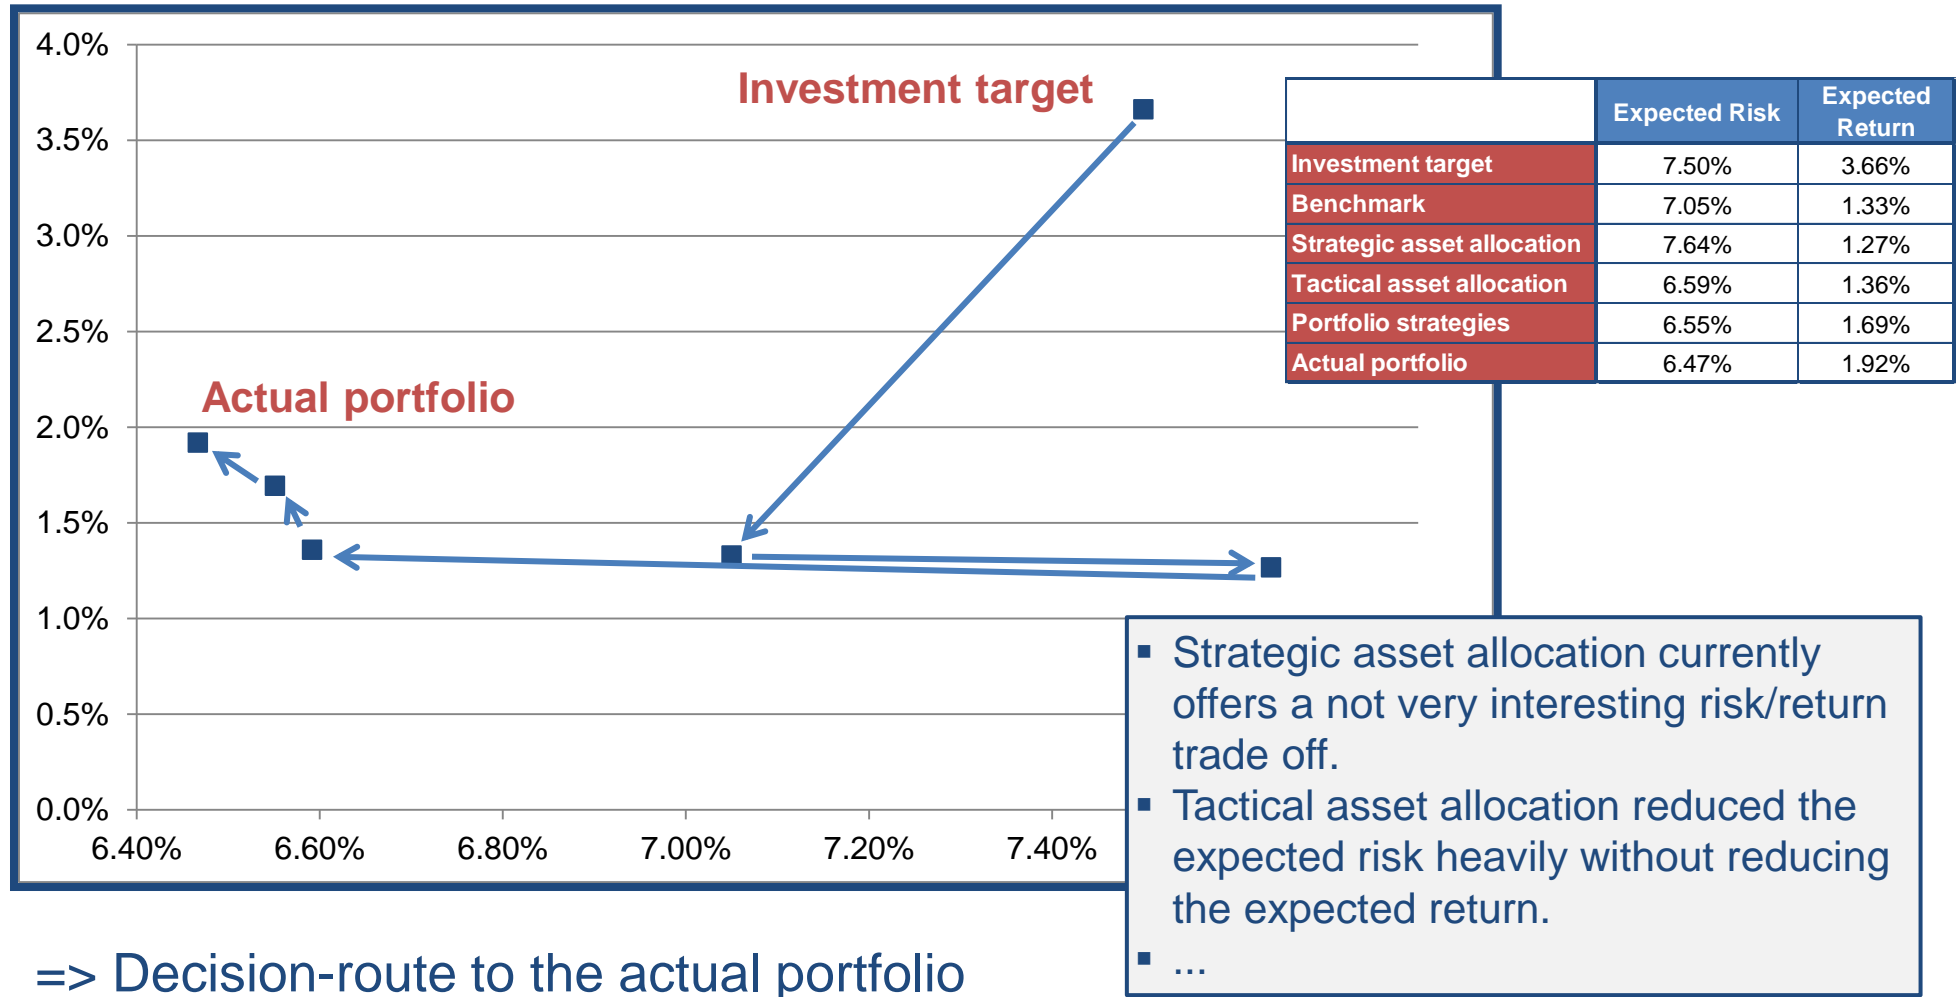 4.0%
3.5%
3.0%
2.5%
2.0%
1.5%
1.0%
0.5%
0.0%
6.40% 6.60% 6.80% 7.00% 7.20% 7.40%
Investment target
Actual portfolio
Expected Risk Expected
Return
Investment target 7.50% 3.66%
Benchmark 7.05% 1.33%
Strategic asset allocation 7.64% 1.27%
Tactical asset allocation 6.59% 1.36%
Portfolio strategies 6.55% 1.69%
Actual portfolio 6.47% 1.92%
▪ Strategic asset allocation currently
offers a not very interesting risk/return
trade off.
▪ Tactical asset allocation reduced the
expected risk heavily without reducing
the expected return.
▪ ...
=> Decision-route to the actual portfolio